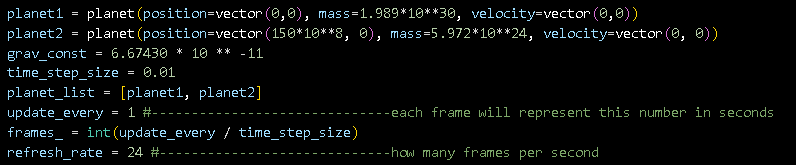 planet1 = planet(position=vector(0,0), mass=1.989*10**30, velocity=vector(0,0))
planet2 = planet(position=vector(150*10**8, 0), mass=5.972*10**24, velocity=vector(0, 0))
grav_const = 6.67430 * 10 ** -11
time_step_size = 0.01
planet_list = [planet1, planet2]
update_every = 1 #------------------------------each frame will represent this number in seconds
frames_ = int(update_every / time_step_size)
refresh_rate = 24 #-----------------------------how many frames per second